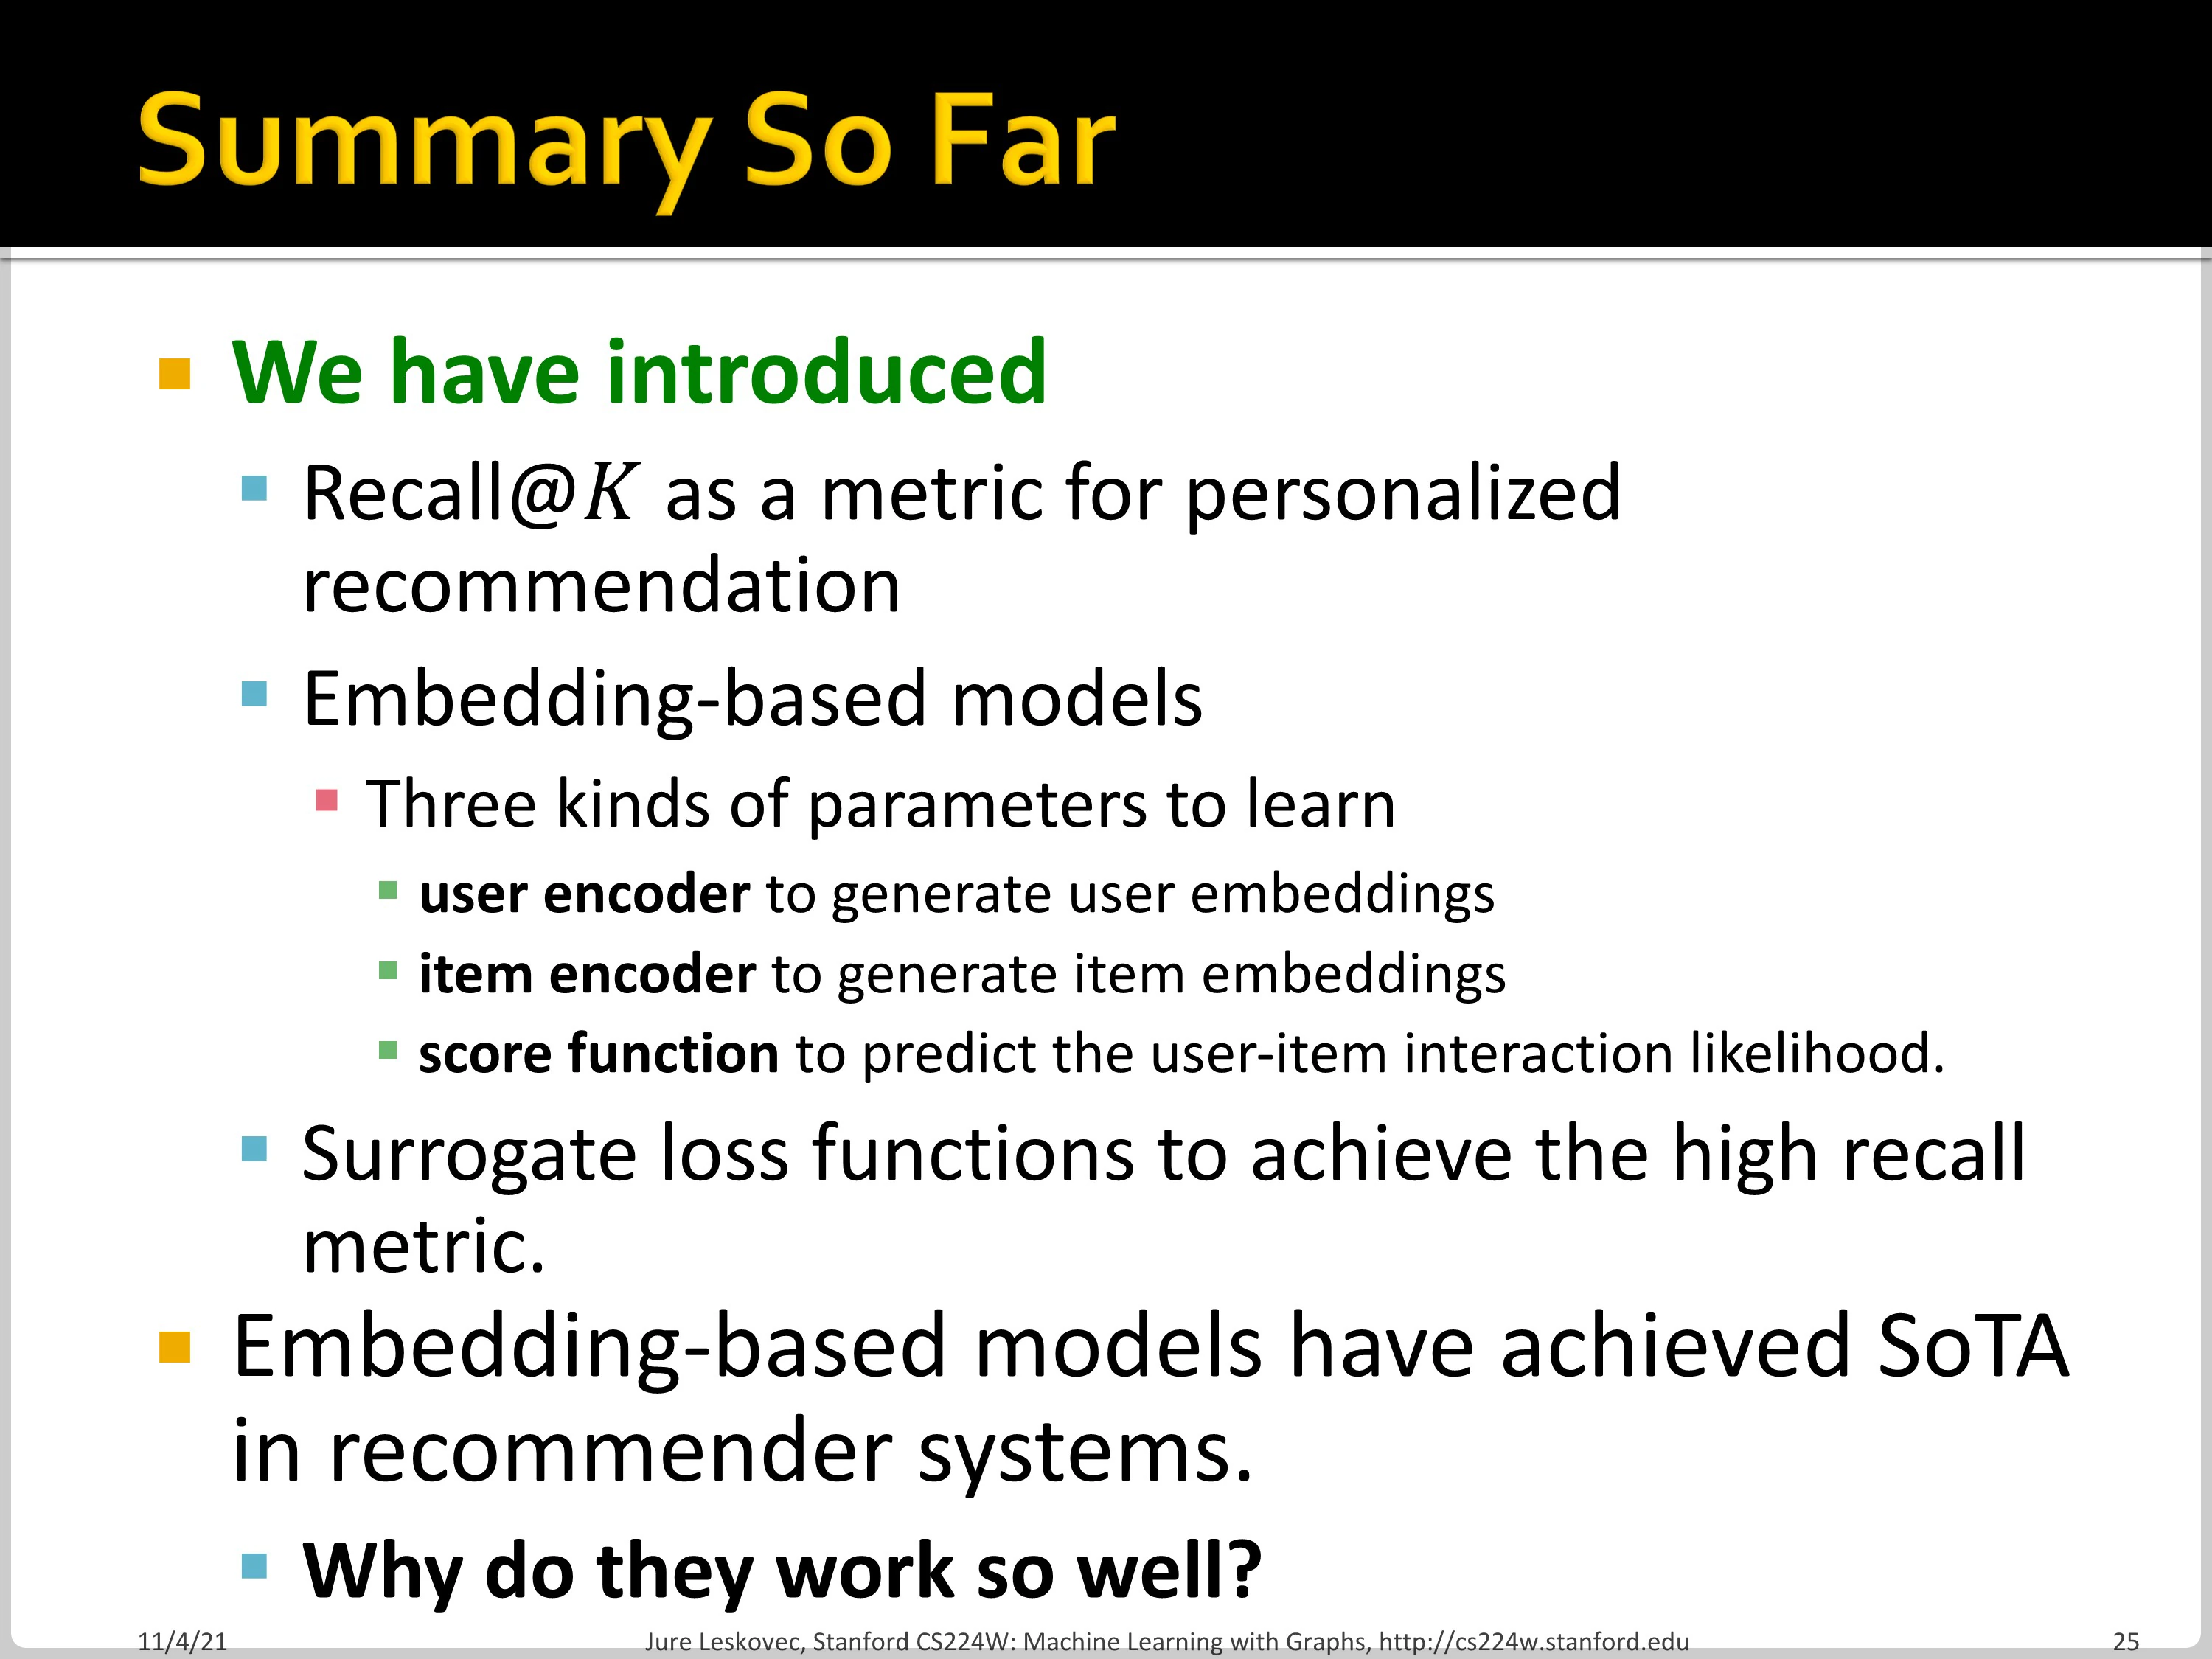 Summary So Far
We have introduced
Recall@K as a metric for personalized
recommendation
Embedding-based models
Three kinds of parameters to learn
user encoder to generate user embeddings
item encoder to generate item embeddings
score function to predict the user-item interaction likelihood.
Surrogate loss functions to achieve the high recall
metric.
Embedding-based models have achieved SoTA
in recommender systems.
Why do they work so well?
11/4/21 Jure Leskovec, Stanford CS224W: Machine Learning with Graphs, http://cs224w.stanford.edu 25